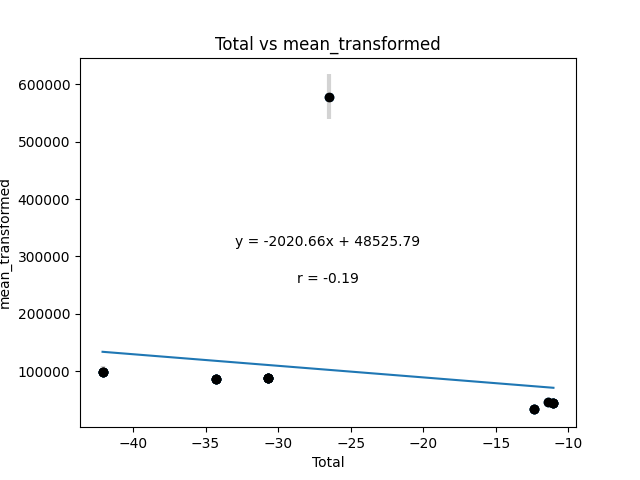 Total vs mean_transformed
600000
500000
400000
300000
200000
100000
mean_transformed
y = -2020.66x + 48525.79
r = -0.19
−40 −35 −30 −25 −20 −15 −10
Total